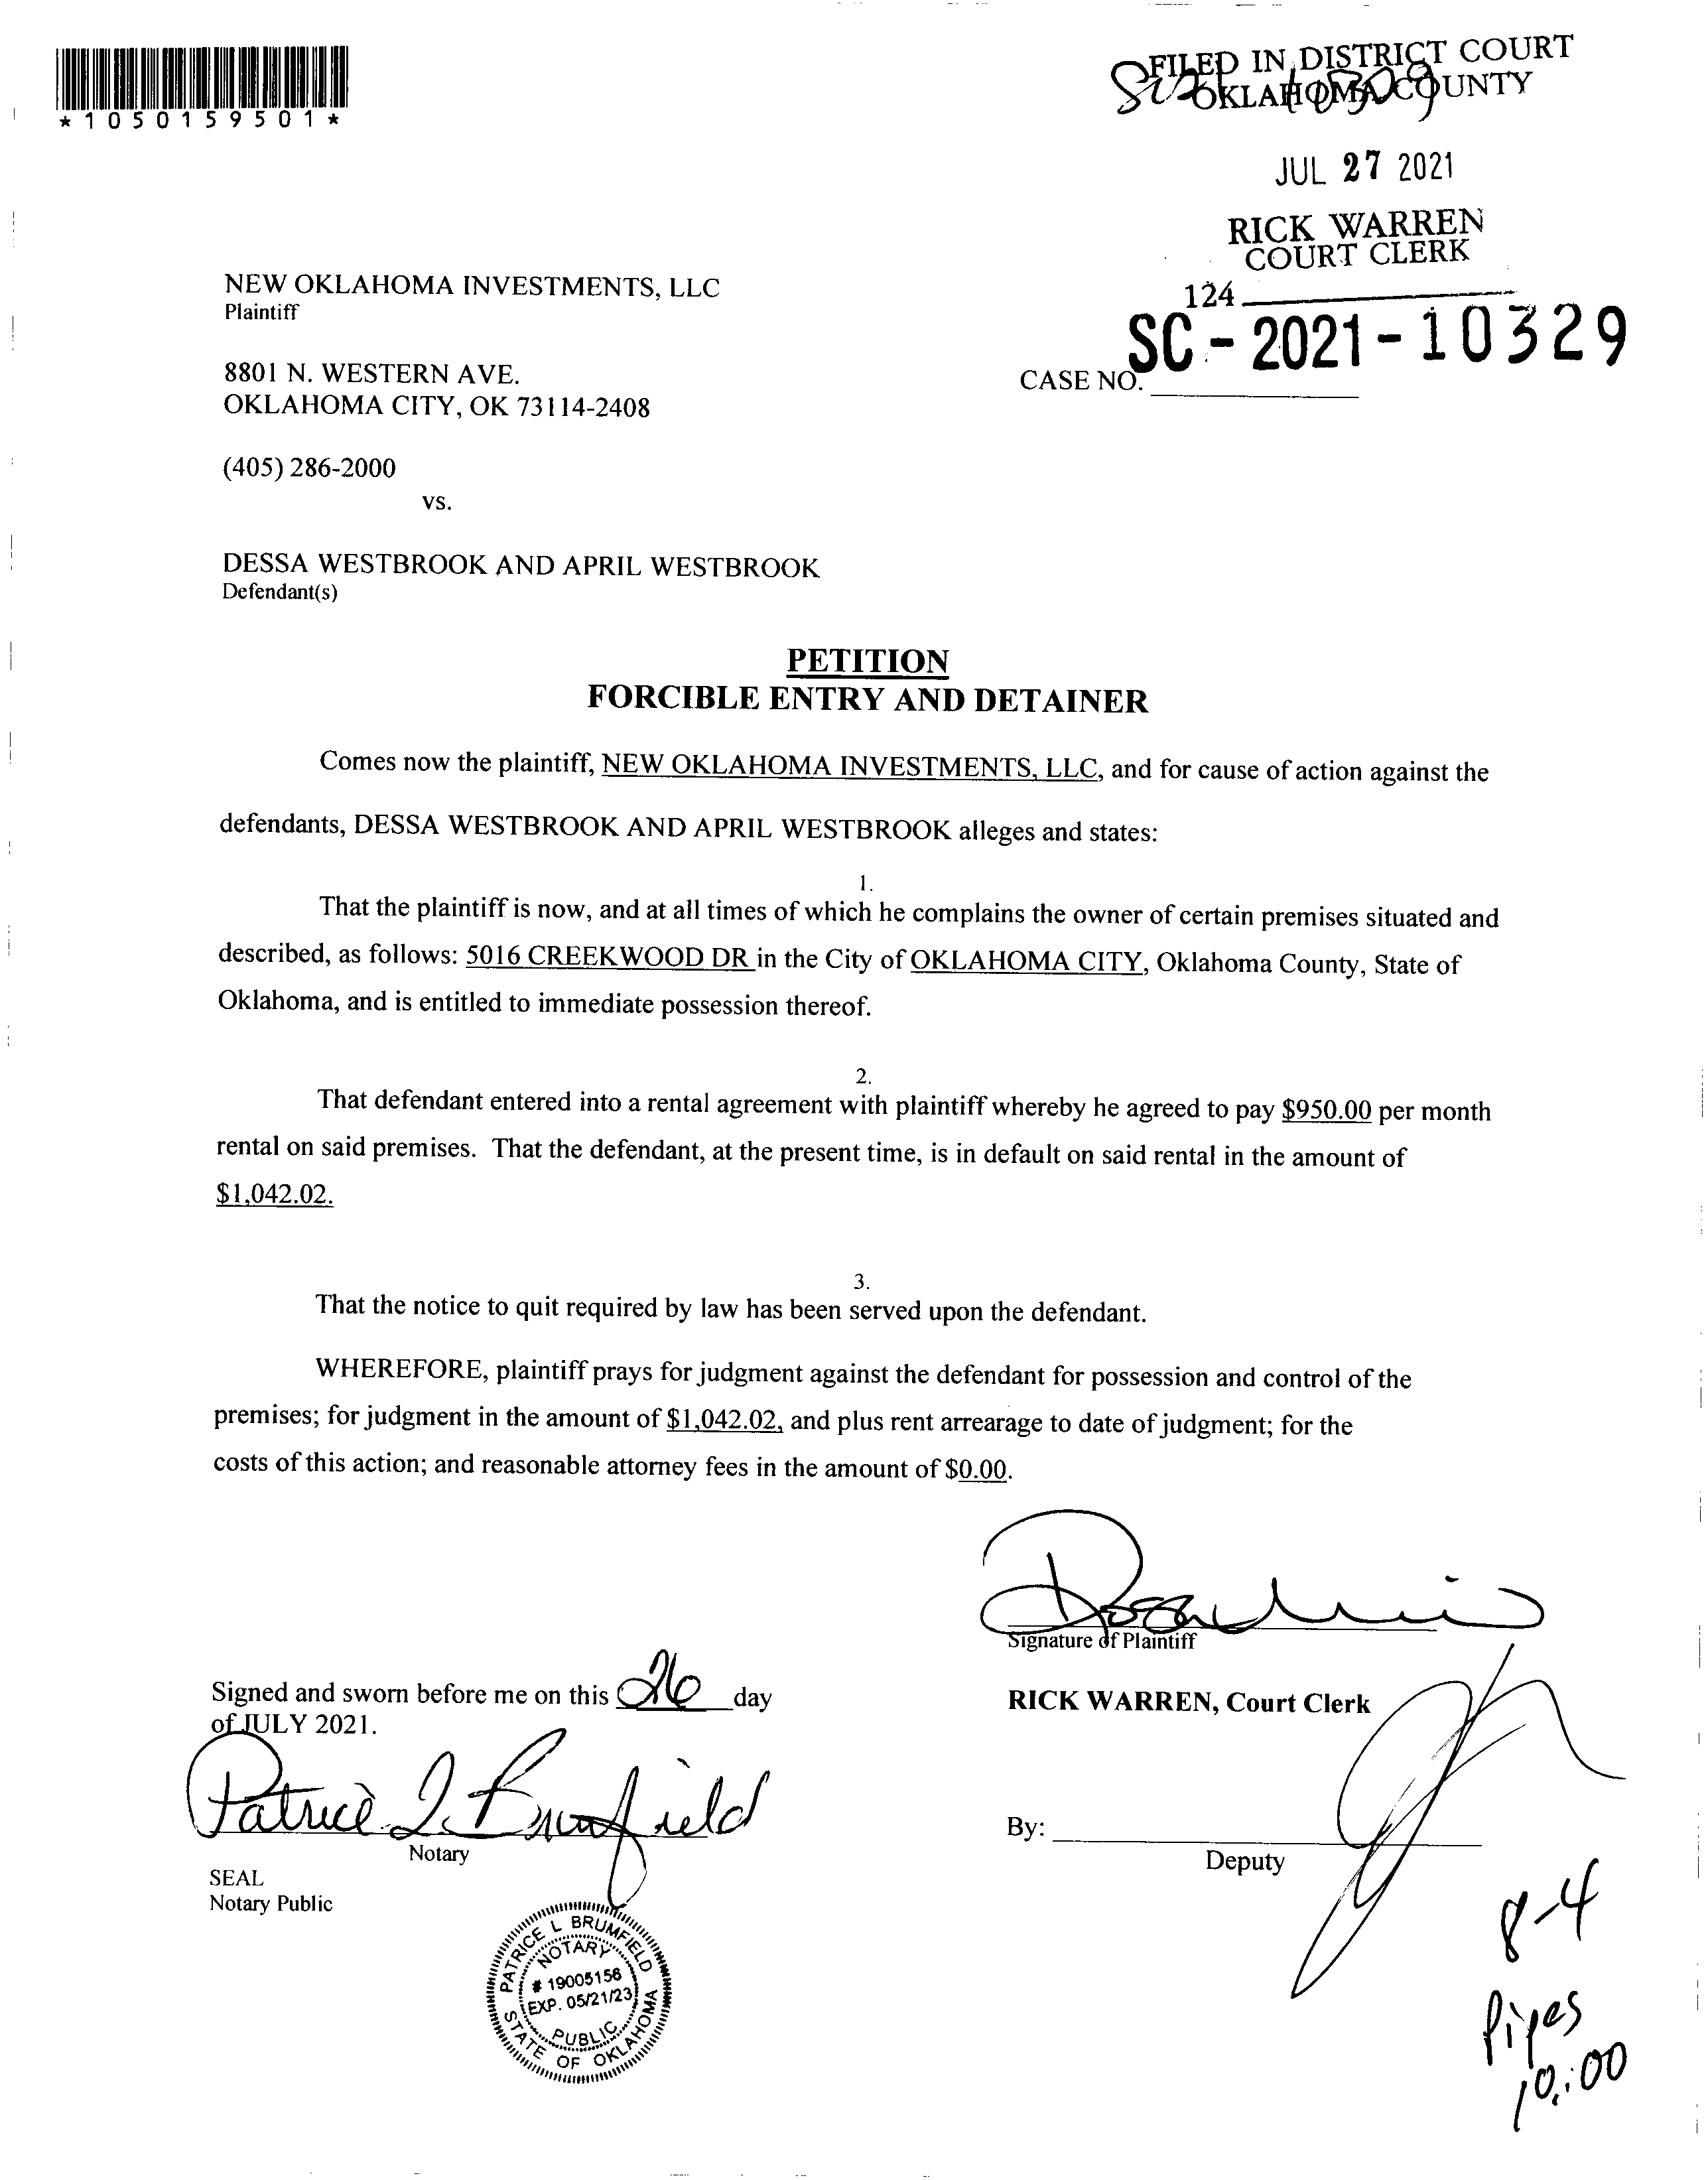 *1050159501*
FILED IN DISTRICT COURT
OKLAHOMA COUNTY
JUL 27 2021
RICK WARREN
COURT CLERK
124
SC-2021-10329
CASE NO.
NEW OKLAHOMA INVESTMENTS, LLC
Plaintiff
8801 N. WESTERN AVE.
OKLAHOMA CITY, OK 73114-2408
(405) 286-2000
vs.
DESSA WESTBROOK AND APRIL WESTBROOK
Defendant(s)
PETITION
FORCIBLE ENTRY AND DETAINER
Comes now the plaintiff, NEW OKLAHOMA INVESTMENTS, LLC, and for cause of action against the
defendants, DESSA WESTBROOK AND APRIL WESTBROOK alleges and states:
1.
That the plaintiff is now, and at all times of which he complains the owner of certain premises situated and
described, as follows: 5016 CREEKWOOD DR in the City of OKLAHOMA CITY, Oklahoma County, State of
Oklahoma, and is entitled to immediate possession thereof.
2.
That defendant entered into a rental agreement with plaintiff whereby he agreed to pay $950.00 per month
rental on said premises. That the defendant, at the present time, is in default on said rental in the amount of
$1,042.02.
3.
That the notice to quit required by law has been served upon the defendant.
WHEREFORE, plaintiff prays for judgment against the defendant for possession and control of the
premises; for judgment in the amount of $1,042.02, and plus rent arrearage to date of judgment; for the
costs of this action; and reasonable attorney fees in the amount of $0.00.
Signature of Plaintiff
Signed and sworn before me on this 26 day
of JULY 2021.
RICK WARREN, Court Clerk
Patrice L Brumfield
Notary
By:
Deputy
SEAL
Notary Public
PATRICE L BRUMFIELD
NOTARY
# 19005156
EXP. 05/21/23
PUBLIC
STATE OF OKLAHOMA
8-4
Pipes
10:00